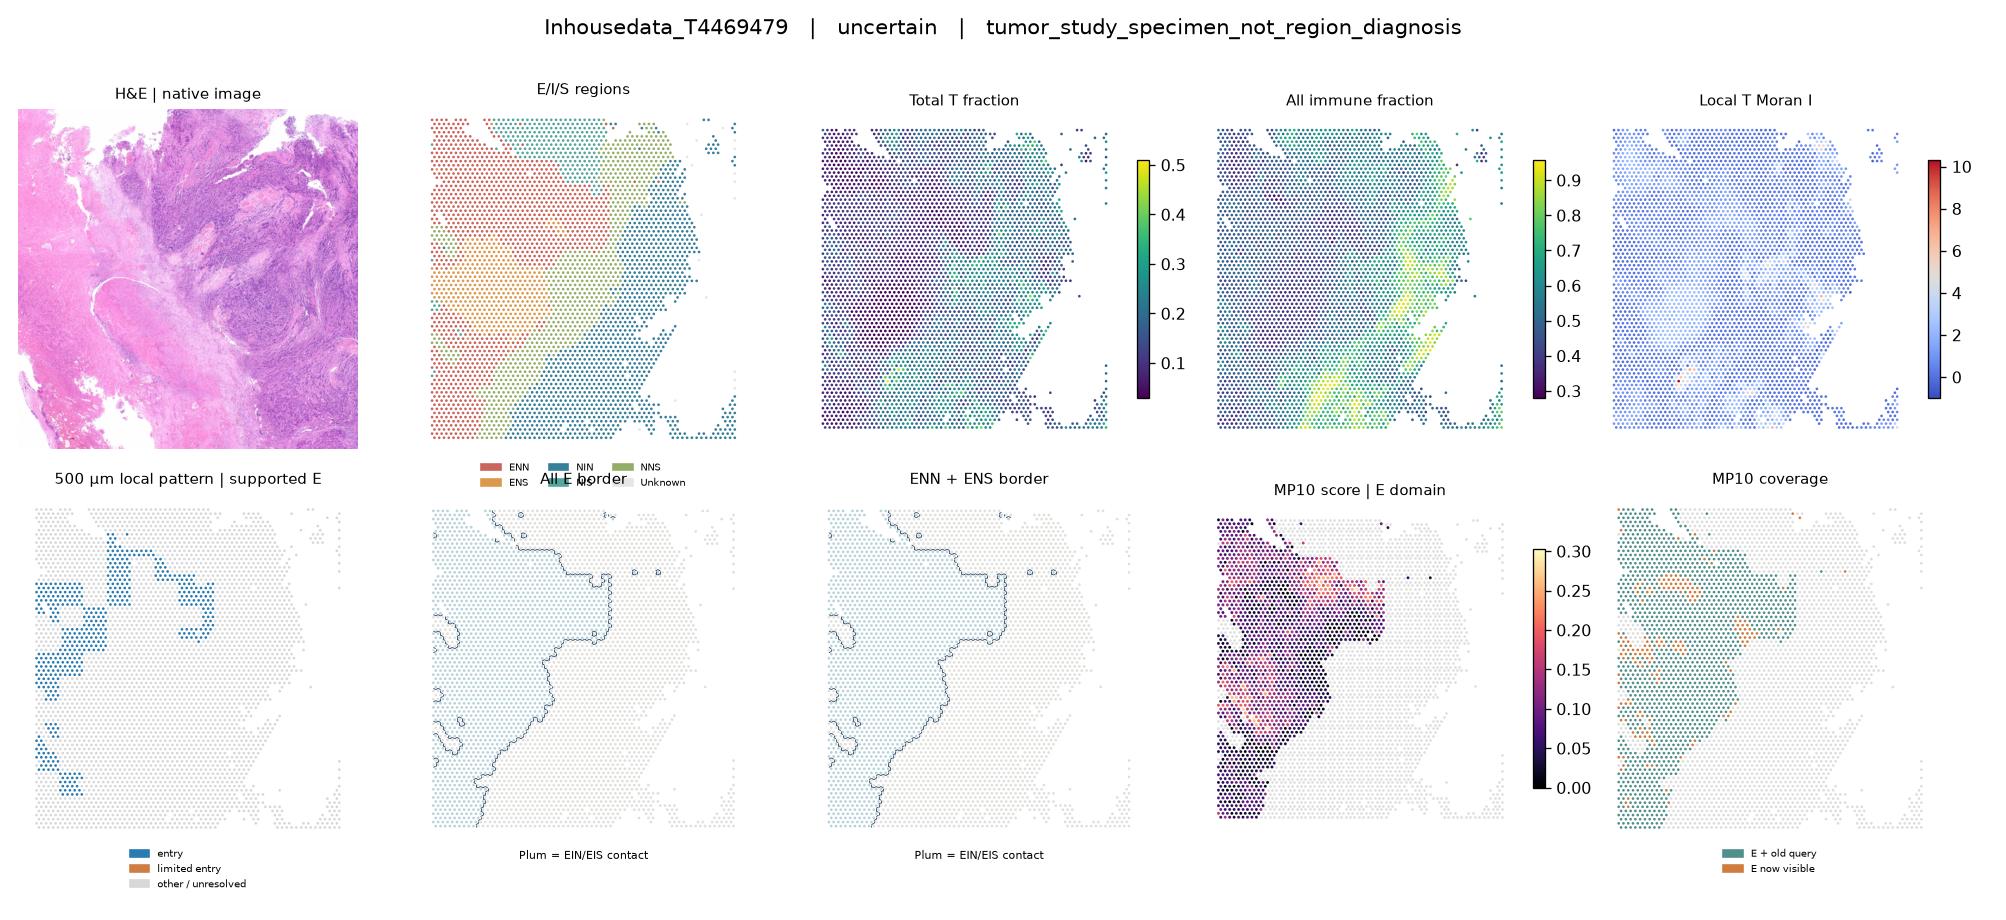 Inhousedata_T4469479 | uncertain | tumor_study_specimen_not_region_diagnosis
H&E | native image
E/I/S regions
Total T fraction
All immune fraction
Local T Moran I
0.5
0.4
0.3
0.2
0.1
0.9
0.8
0.7
0.6
0.5
0.4
0.3
10
8
6
4
2
0
ENN
NIN
NNS
ENS
NIS
Unknown
500 µm local pattern | supported E
All E border
ENN + ENS border
MP10 score | E domain
MP10 coverage
0.30
0.25
0.20
0.15
0.10
0.05
0.00
entry
limited entry
other / unresolved
Plum = EIN/EIS contact
Plum = EIN/EIS contact
E + old query
E now visible